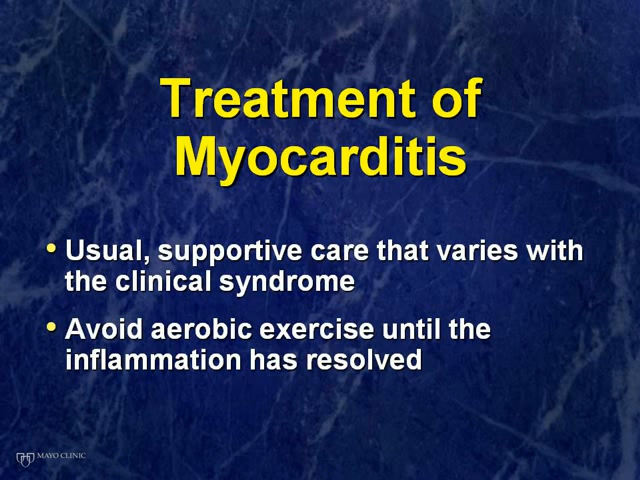 Treatment of
Myocarditis
• Usual, supportive care that varies with
the clinical syndrome
• Avoid aerobic exercise until the
inflammation has resolved
MAYO CLINIC